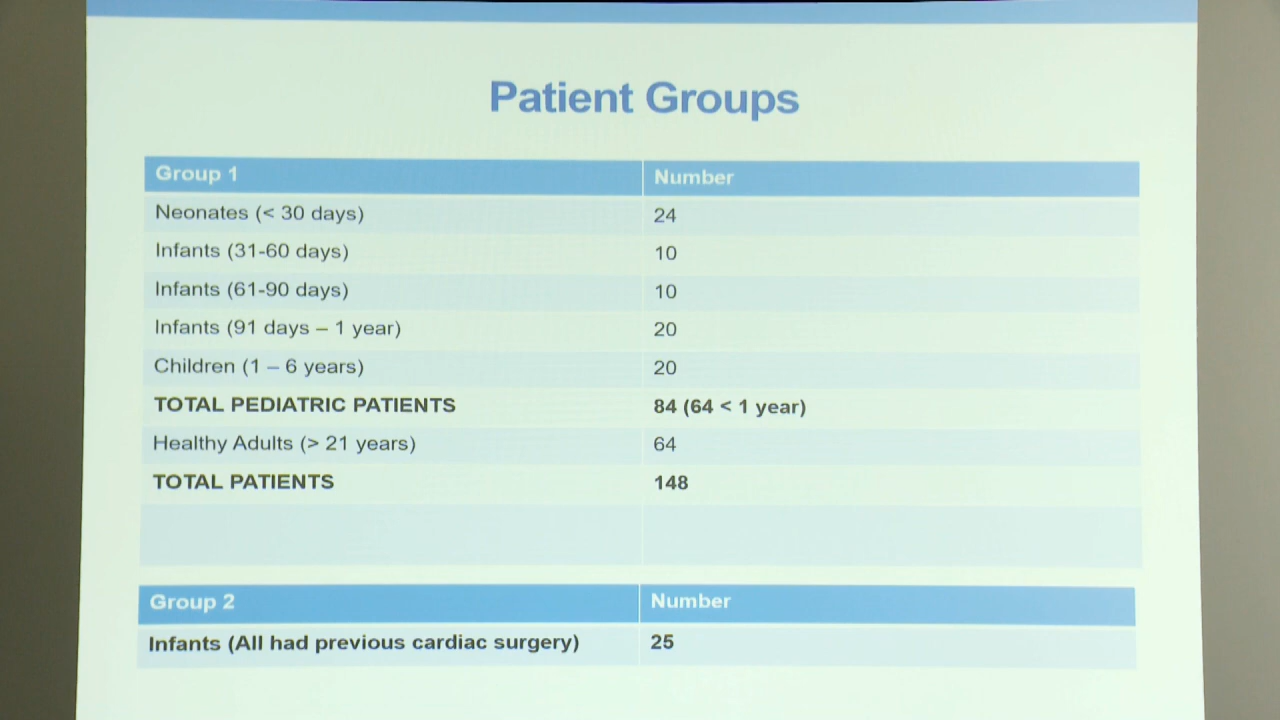 Patient Groups
Group 1 Number
Neonates (< 30 days) 24
Infants (31-60 days) 10
Infants (61-90 days) 10
Infants (91 days – 1 year) 20
Children (1 – 6 years) 20
TOTAL PEDIATRIC PATIENTS 84 (64 < 1 year)
Healthy Adults (> 21 years) 64
TOTAL PATIENTS 148
Group 2 Number
Infants (All had previous cardiac surgery) 25